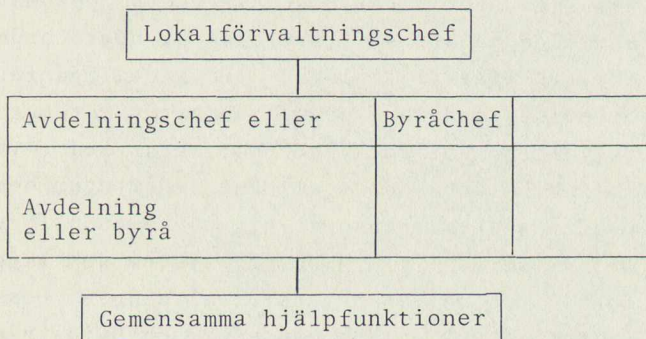 Lokalförvaltningschef
Avdelningschef eller Byråchef
Avdelning
eller byrå
Gemensamma hjälpfunktioner